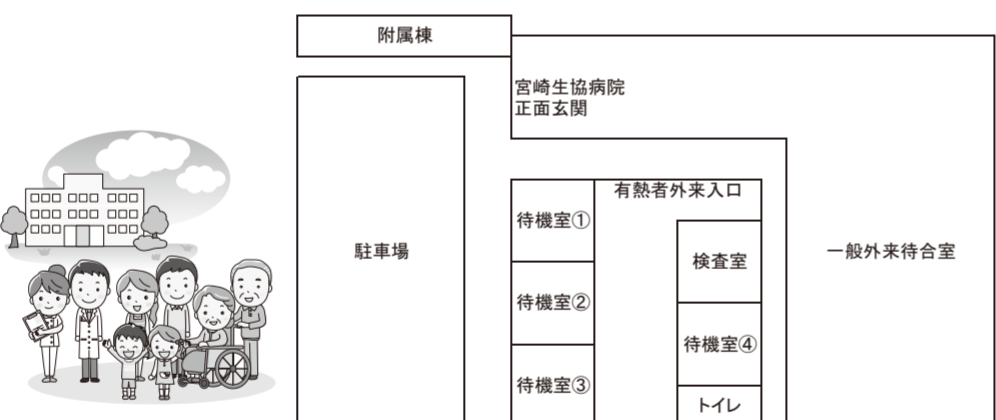 附属棟
宮崎生協病院
正面玄関
有熱者外来入口
待機室①
検査室
駐車場
一般外来待合室
待機室②
待機室④
待機室③
トイレ